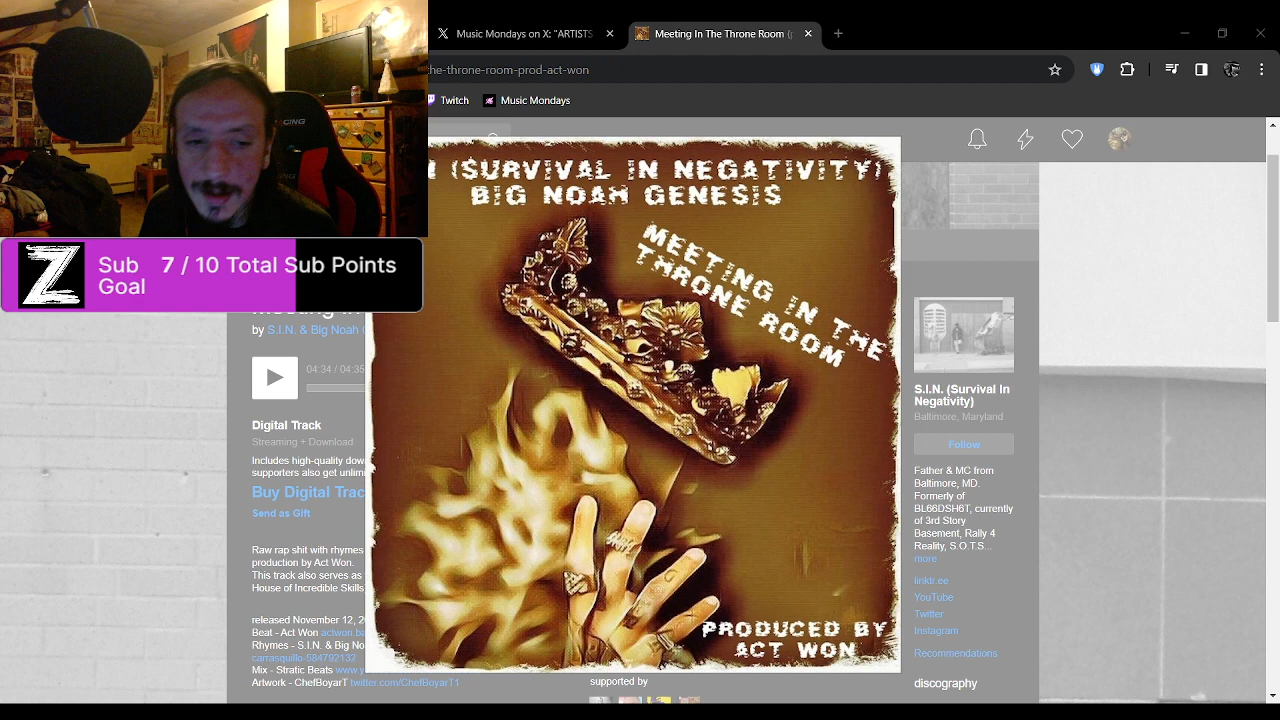 Music Mondays on X: "ARTISTS
Meeting In The Throne Room (p
he-throne-room-prod-act-won
Twitch
Music Mondays
ACING
(SURVIVAL IN NEGATIVITY)
BIG NOAH GENESIS
MEETING IN THE
THRONE ROOM
PRODUCED BY
ACT WON
Z
Sub Goal
7 / 10 Total Sub Points
by S.I.N. & Big Noah
04:34 / 04:35
Digital Track
Streaming + Download
Includes high-quality dow
supporters also get unlim
Buy Digital Trac
Send as Gift
Raw rap shit with rhymes
production by Act Won.
This track also serves as
House of Incredible Skills
released November 12, 2
Beat - Act Won actwon.ba
Rhymes - S.I.N. & Big No
carrasquillo-584792132
Mix - Stratic Beats www.y
Artwork - ChefBoyarT twitter.com/ChefBoyarT1
supported by
S.I.N. (Survival In
Negativity)
Baltimore, Maryland
Follow
Father & MC from
Baltimore, MD.
Formerly of
BL66DSH6T, currently
of 3rd Story
Basement, Rally 4
Reality, S.O.T.S...
more
linktr.ee
YouTube
Twitter
Instagram
Recommendations
discography